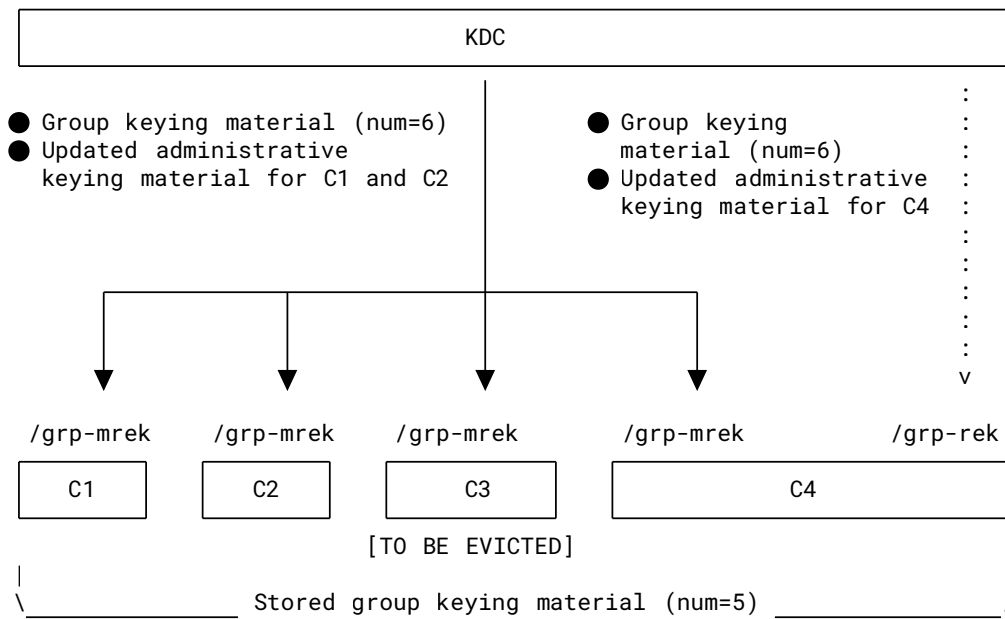 KDC
● Group keying material (num=6)
● Updated administrative
keying material for C1 and C2
● Group keying
material (num=6)
● Updated administrative
keying material for C4
:
:
:
:
:
:
:
:
:
:
v
/grp-mrek /grp-mrek /grp-mrek /grp-mrek /grp-rek
C1 C2 C3 C4
[TO BE EVICTED]
|
\____________ Stored group keying material (num=5) ____________